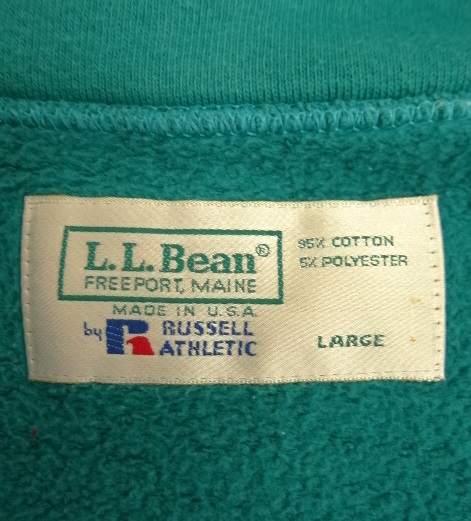 L.L.Bean®
FREEPORT, MAINE
MADE IN U.S.A.
by R RUSSELL
ATHLETIC
95% COTTON
5% POLYESTER
LARGE